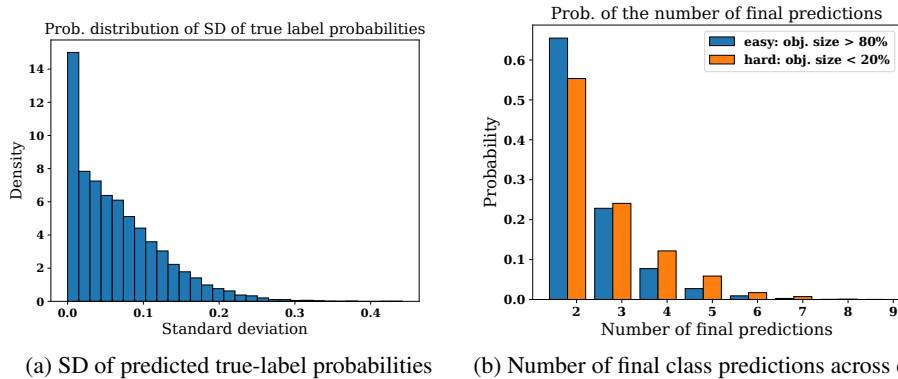 Prob. distribution of SD of true label probabilities
14
12
10
8
6
4
2
0
Density
0.0 0.1 0.2 0.3 0.4
Standard deviation
(a) SD of predicted true-label probabilities
Prob. of the number of final predictions
easy: obj. size > 80%
hard: obj. size < 20%
0.6
0.5
0.4
0.3
0.2
0.1
0.0
Probability
2 3 4 5 6 7 8 9
Number of final predictions
(b) Number of final class predictions across